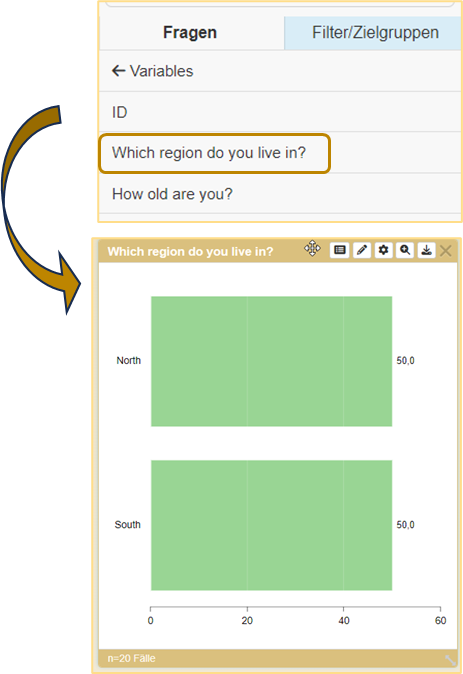 Fragen Filter/Zielgruppen
← Variables
ID
Which region do you live in?
How old are you?
Which region do you live in?
North 50,0
South 50,0
0 20 40 60
n=20 Fälle